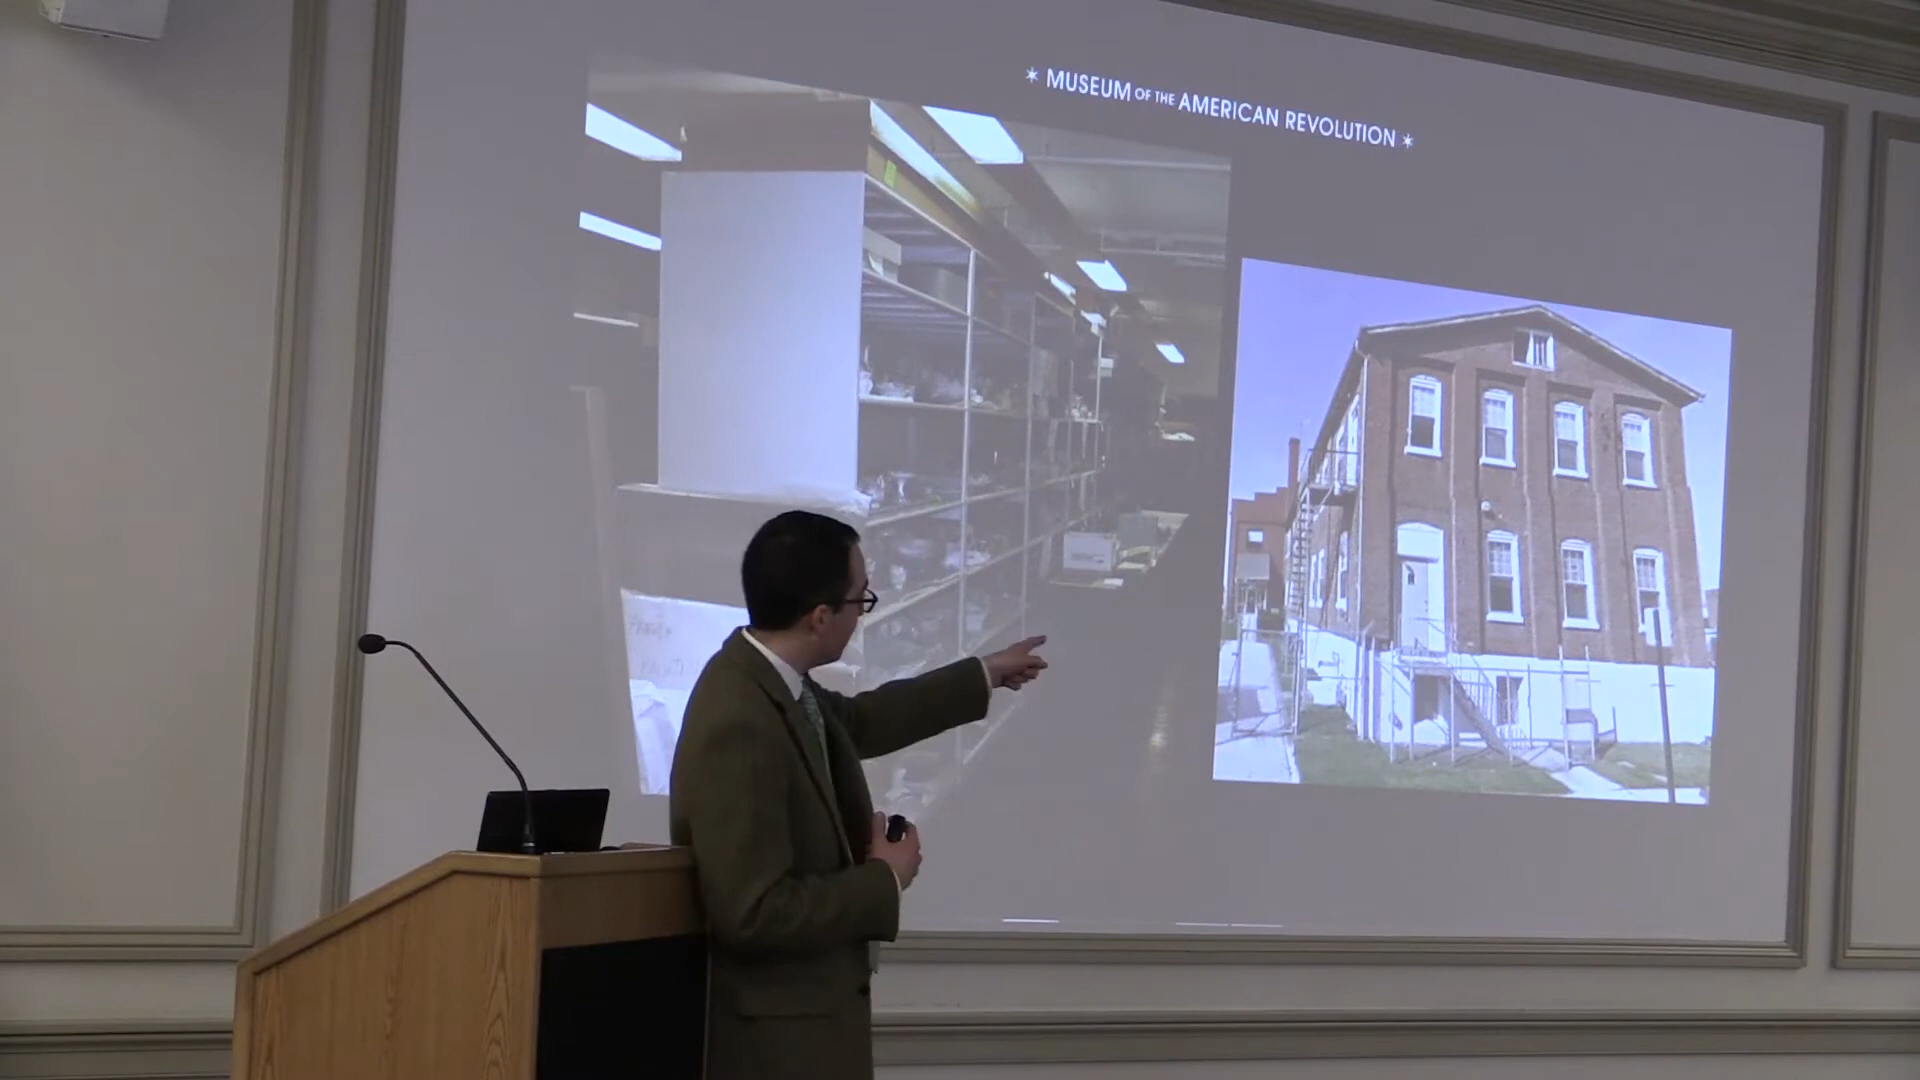 ✶ MUSEUM OF THE AMERICAN REVOLUTION ✶